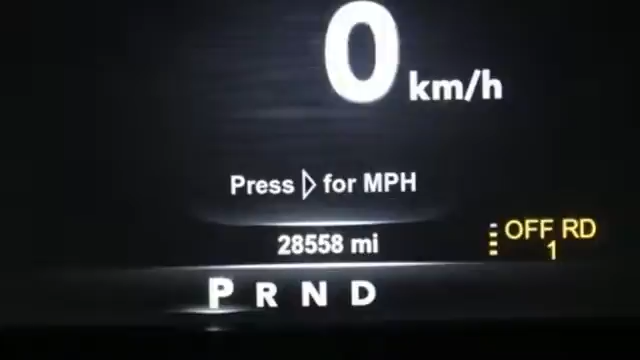 0 km/h
Press ▷ for MPH
28558 mi
OFF RD
1
P R N D